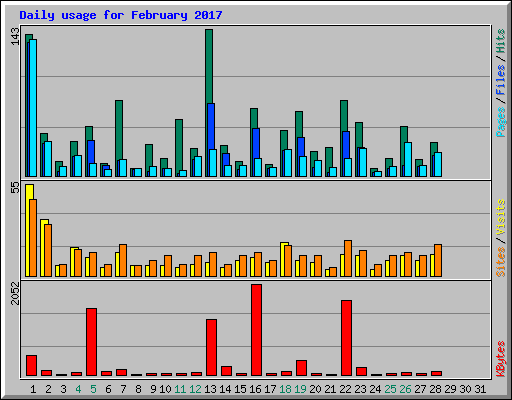 Daily usage for February 2017
143
55
2052
Pages / Files / Hits
Sites / Visits
KBytes
1 2 3 4 5 6 7 8 9 10 11 12 13 14 15 16 17 18 19 20 21 22 23 24 25 26 27 28 29 30 31